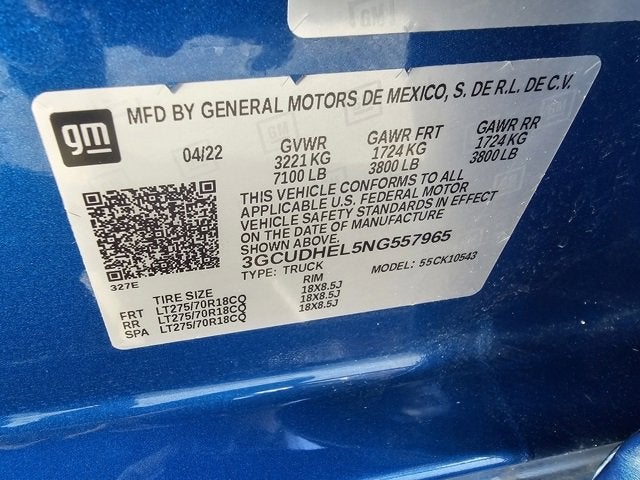 GM
gm
MFD BY GENERAL MOTORS DE MEXICO, S. DE R.L. DE C.V.
04/22 GVWR GAWR FRT GAWR RR
3221 KG 1724 KG 1724 KG
7100 LB 3800 LB 3800 LB
THIS VEHICLE CONFORMS TO ALL
APPLICABLE U.S. FEDERAL MOTOR
VEHICLE SAFETY STANDARDS IN EFFECT
ON THE DATE OF MANUFACTURE
SHOWN ABOVE.
3GCUDHEL5NG557965
TYPE: TRUCK MODEL: 55CK10543
327E
TIRE SIZE RIM
FRT LT275/70R18CQ 18X8.5J
RR LT275/70R18CQ 18X8.5J
SPA LT275/70R18CQ 18X8.5J